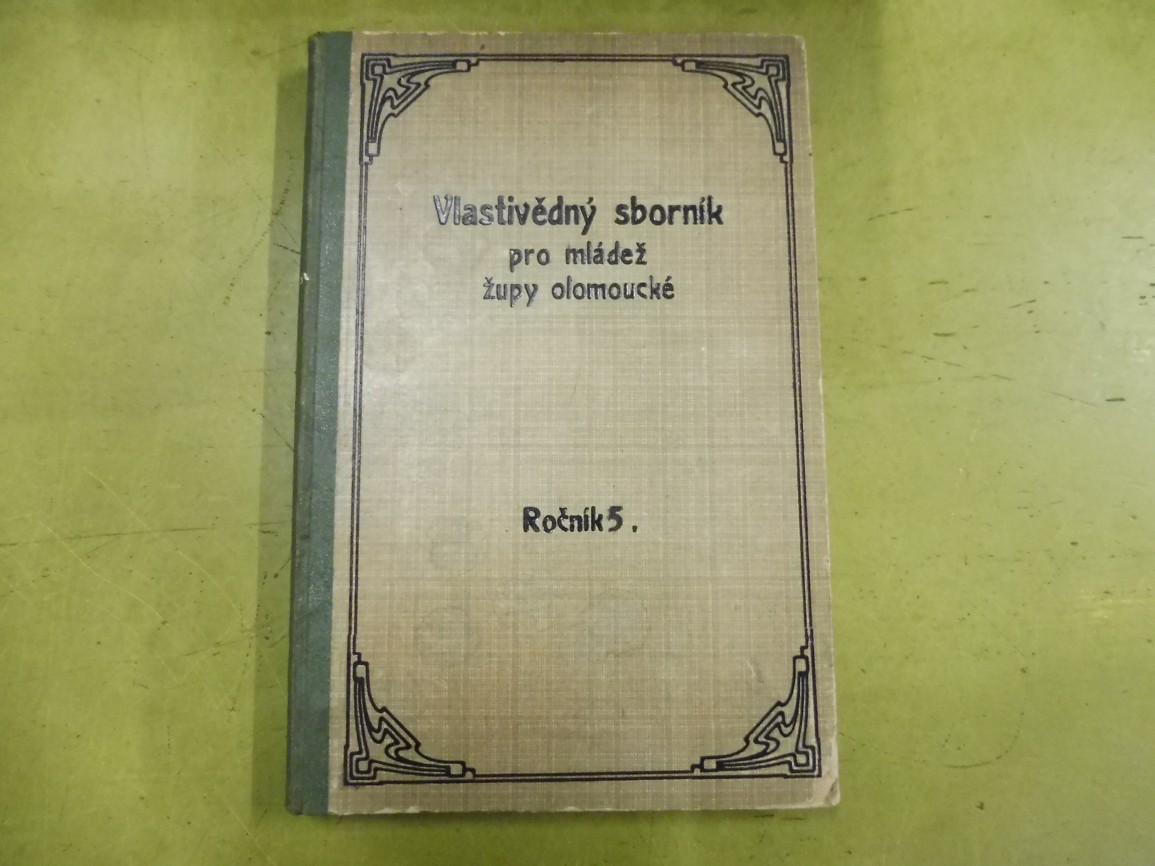 Vlastivědný sborník
pro mládež
župy olomoucké
Ročník 5.